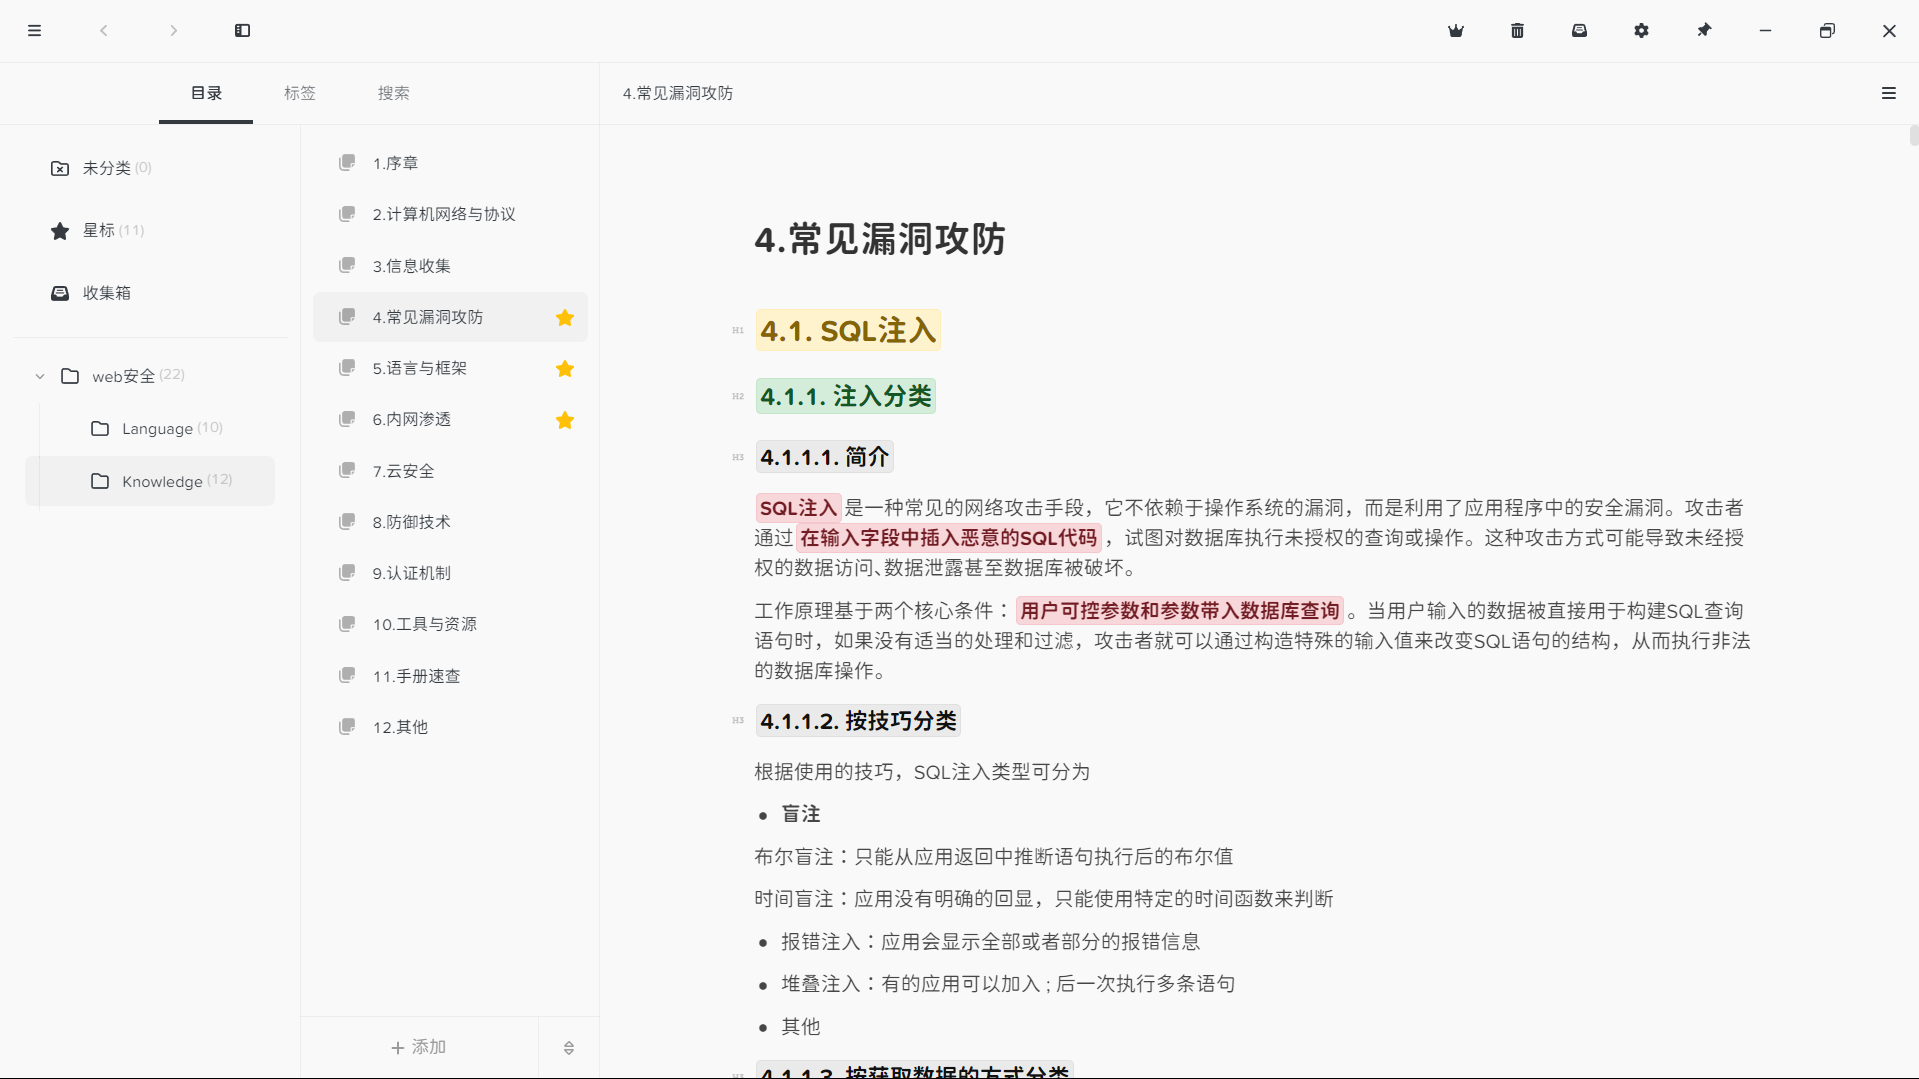 目录
标签
搜索
4.常见漏洞攻防
未分类 (0)
星标 (11)
收集箱
web安全 (22)
Language (10)
Knowledge (12)
1.序章
2.计算机网络与协议
3.信息收集
4.常见漏洞攻防
5.语言与框架
6.内网渗透
7.云安全
8.防御技术
9.认证机制
10.工具与资源
11.手册速查
12.其他
添加
4.常见漏洞攻防
H1 4.1. SQL注入
H2 4.1.1. 注入分类
H3 4.1.1.1. 简介
SQL注入是一种常见的网络攻击手段，它不依赖于操作系统的漏洞，而是利用了应用程序中的安全漏洞。攻击者
通过在输入字段中插入恶意的SQL代码，试图对数据库执行未授权的查询或操作。这种攻击方式可能导致未经授
权的数据访问、数据泄露甚至数据库被破坏。
工作原理基于两个核心条件：用户可控参数和参数带入数据库查询。当用户输入的数据被直接用于构建SQL查询
语句时，如果没有适当的处理和过滤，攻击者就可以通过构造特殊的输入值来改变SQL语句的结构，从而执行非法
的数据库操作。
H3 4.1.1.2. 按技巧分类
根据使用的技巧，SQL注入类型可分为
• 盲注
布尔盲注：只能从应用返回中推断语句执行后的布尔值
时间盲注：应用没有明确的回显，只能使用特定的时间函数来判断
• 报错注入：应用会显示全部或者部分的报错信息
• 堆叠注入：有的应用可以加入 ; 后一次执行多条语句
• 其他
H3 4.1.1.3. 按获取数据的方式分类